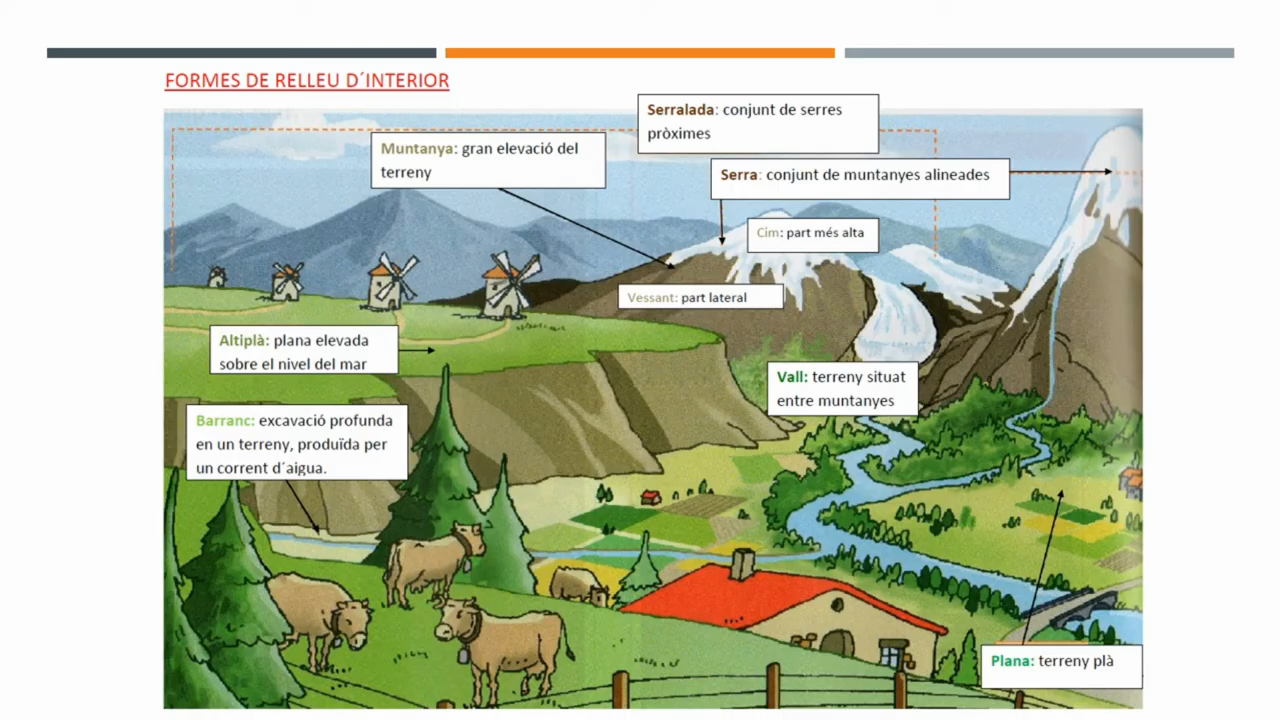 FORMES DE RELLEU D´INTERIOR
Serralada: conjunt de serres
pròximes
Muntanya: gran elevació del
terreny
Serra: conjunt de muntanyes alineades
Cim: part més alta
Vessant: part lateral
Altiplà: plana elevada
sobre el nivel del mar
Vall: terreny situat
entre muntanyes
Barranc: excavació profunda
en un terreny, produïda per
un corrent d´aigua.
Plana: terreny plà